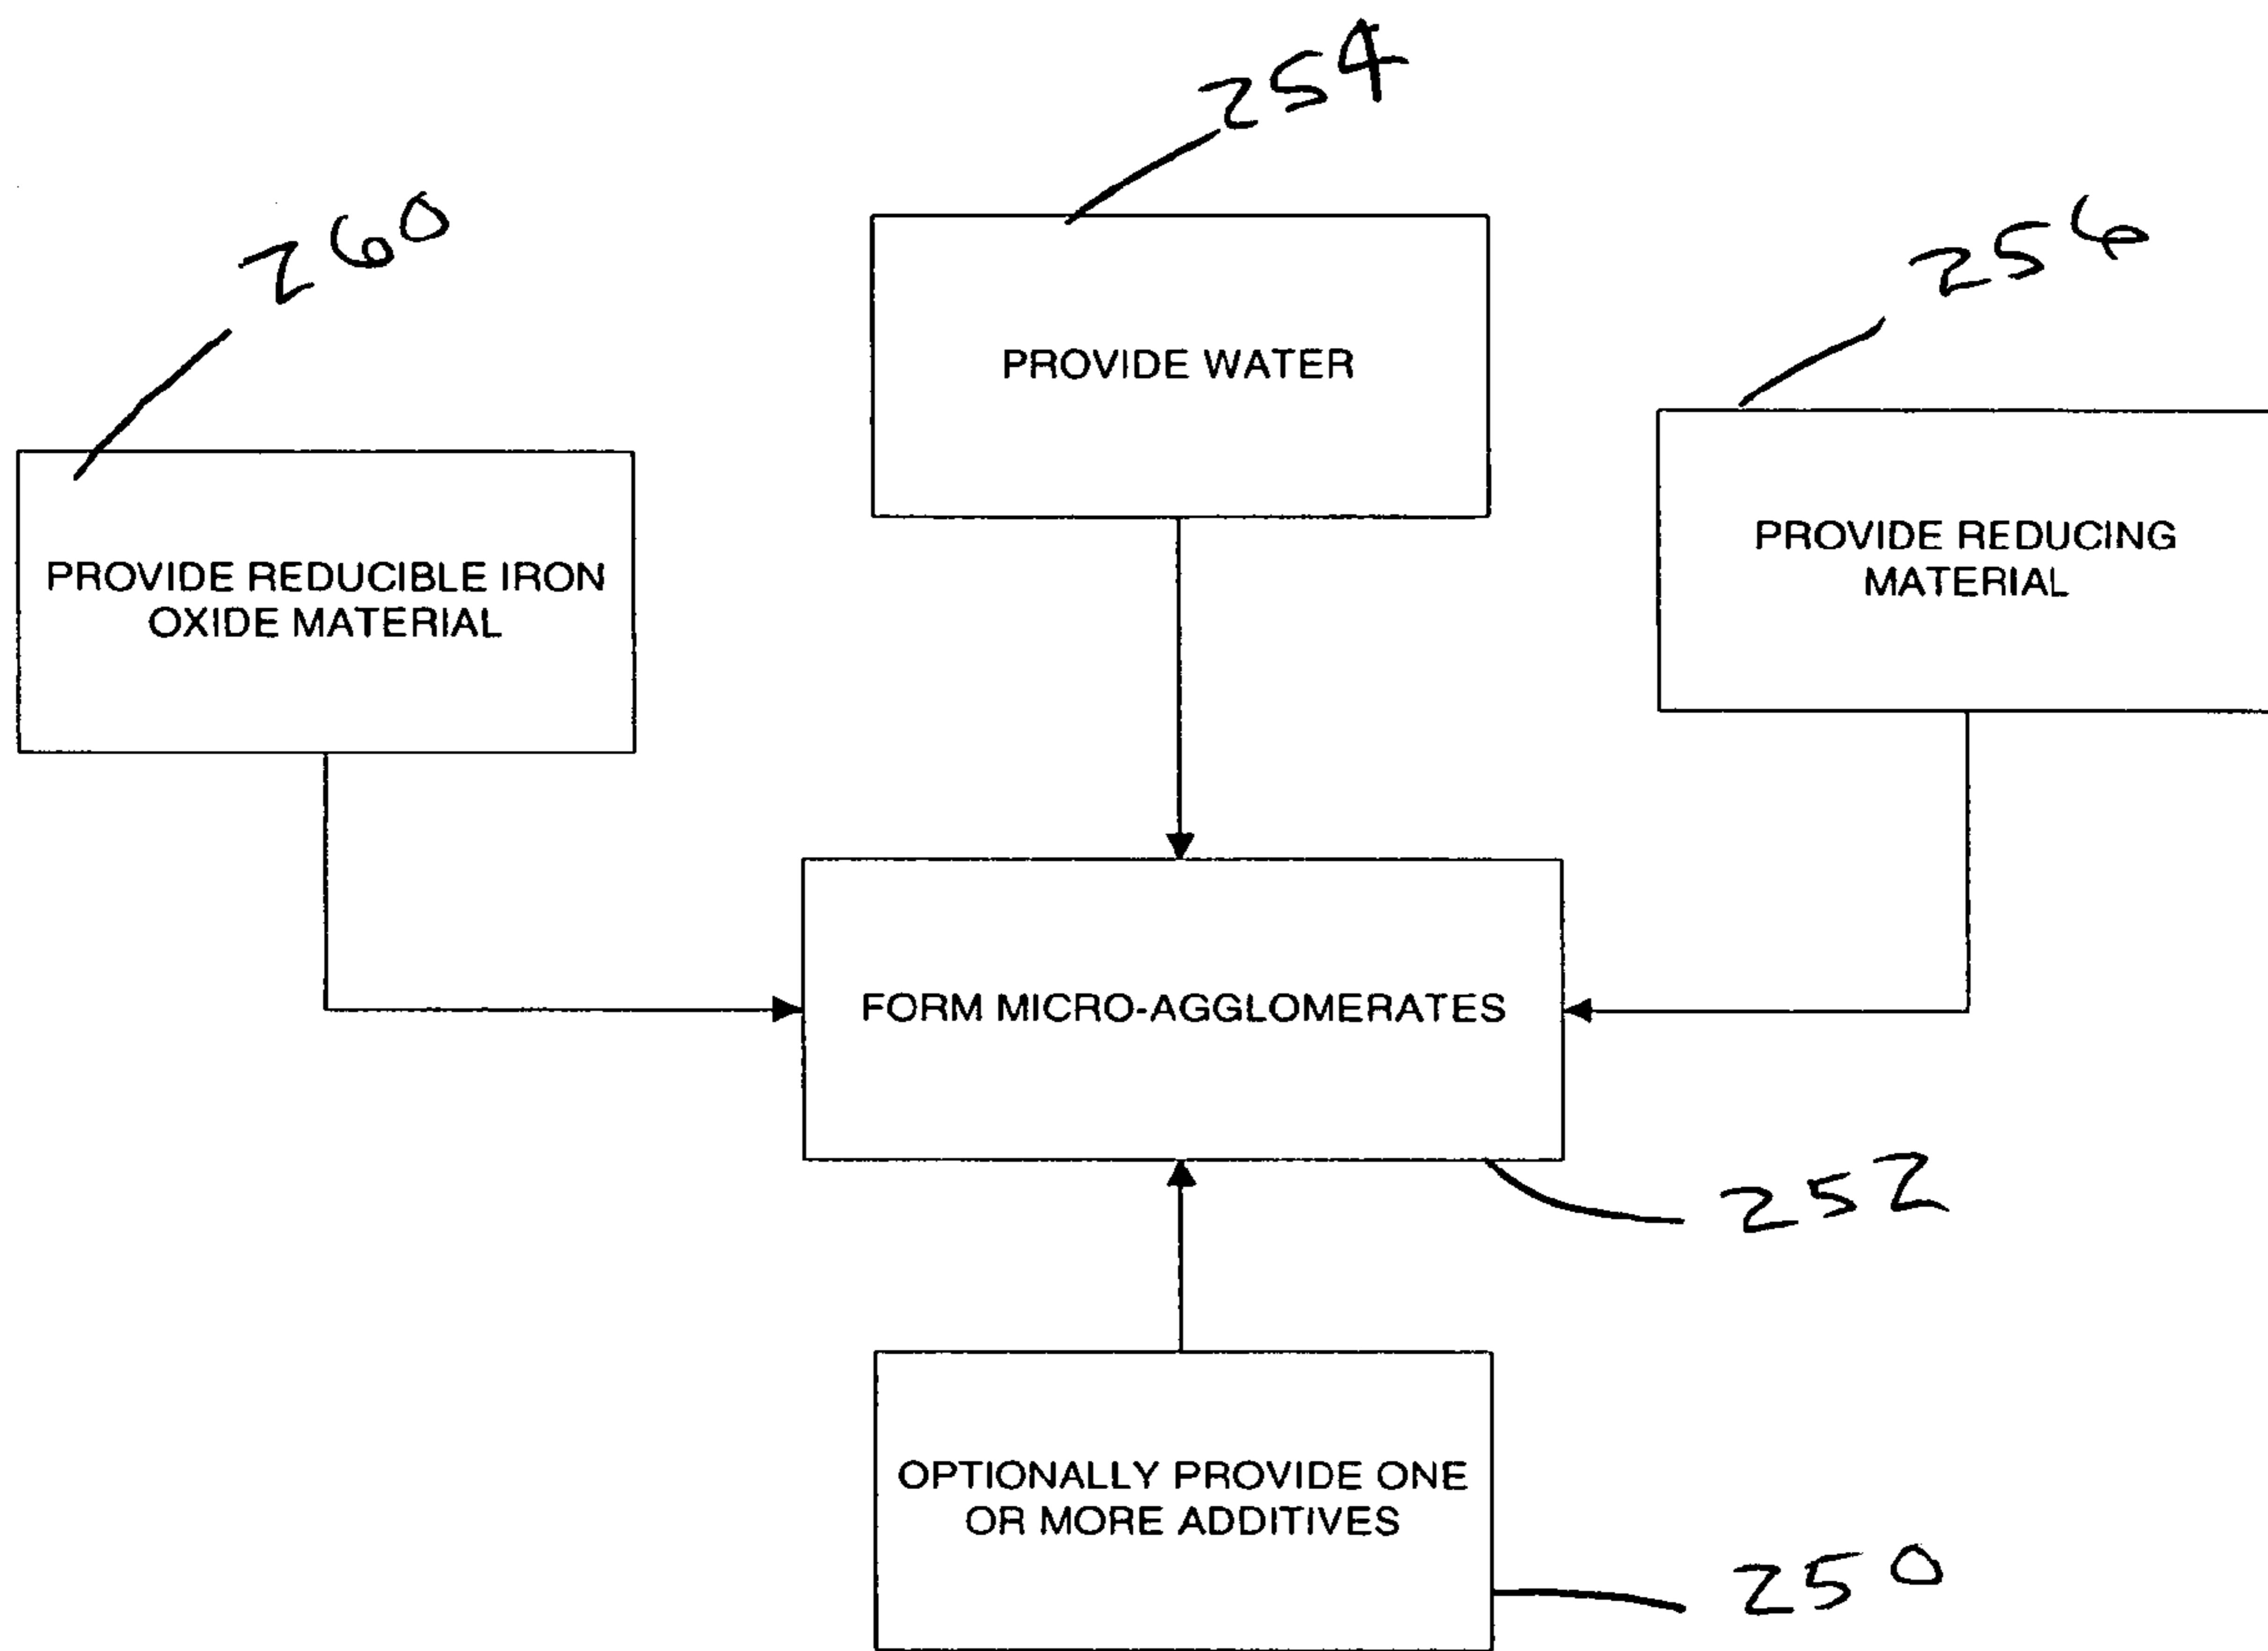 254
260
256
PROVIDE WATER
PROVIDE REDUCING
MATERIAL
PROVIDE REDUCIBLE IRON
OXIDE MATERIAL
FORM MICRO-AGGLOMERATES
252
OPTIONALLY PROVIDE ONE
OR MORE ADDITIVES
250